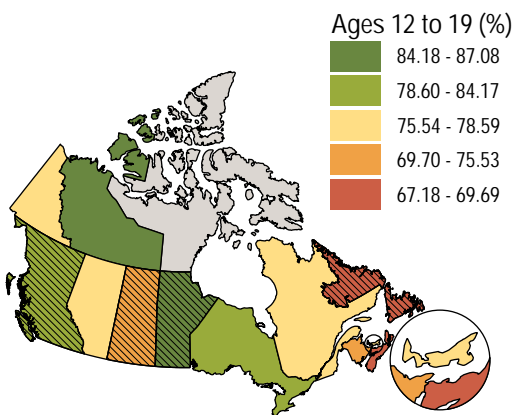 Ages 12 to 19 (%)
84.18 - 87.08
78.60 - 84.17
75.54 - 78.59
69.70 - 75.53
67.18 - 69.69